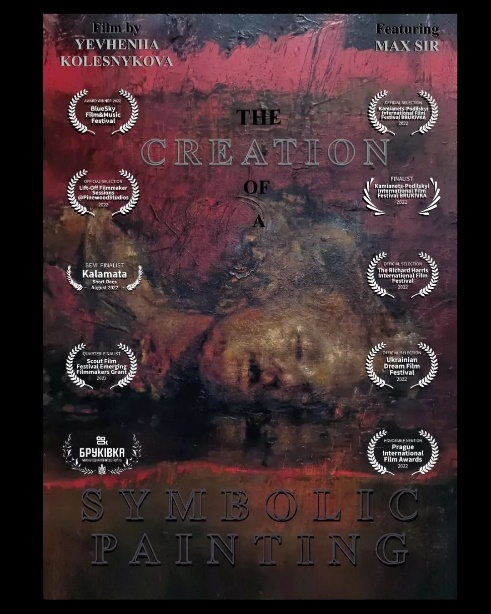 Film by
YEVHENIIA
KOLESNYKOVA
Featuring
MAX SIR
THE
CREATION
OF
A
AWARD WINNER 2022
BlueSky
Film&Music
Festival
OFFICIAL SELECTION
Lift-Off Filmmaker
Sessions
@PinewoodStudios
2022
SEMI FINALIST
Kalamata
Short Docs
August 2022
QUARTER-FINALIST
Scout Film
Festival Emerging
Filmmakers Grant
2022
БРУКІВКА
OFFICIAL SELECTION
Kamianets-Podilskyi
International Film
Festival BRUKIVKA
2022
FINALIST
Kamianets-Podilskyi
International Film
Festival BRUKIVKA
2022
OFFICIAL SELECTION
The Richard Harris
International Film
Festival
2022
OFFICIAL SELECTION
Ukrainian
Dream Film
Festival
2022
HONORABLE MENTION
Prague
International
Film Awards
2022
SYMBOLIC
PAINTING